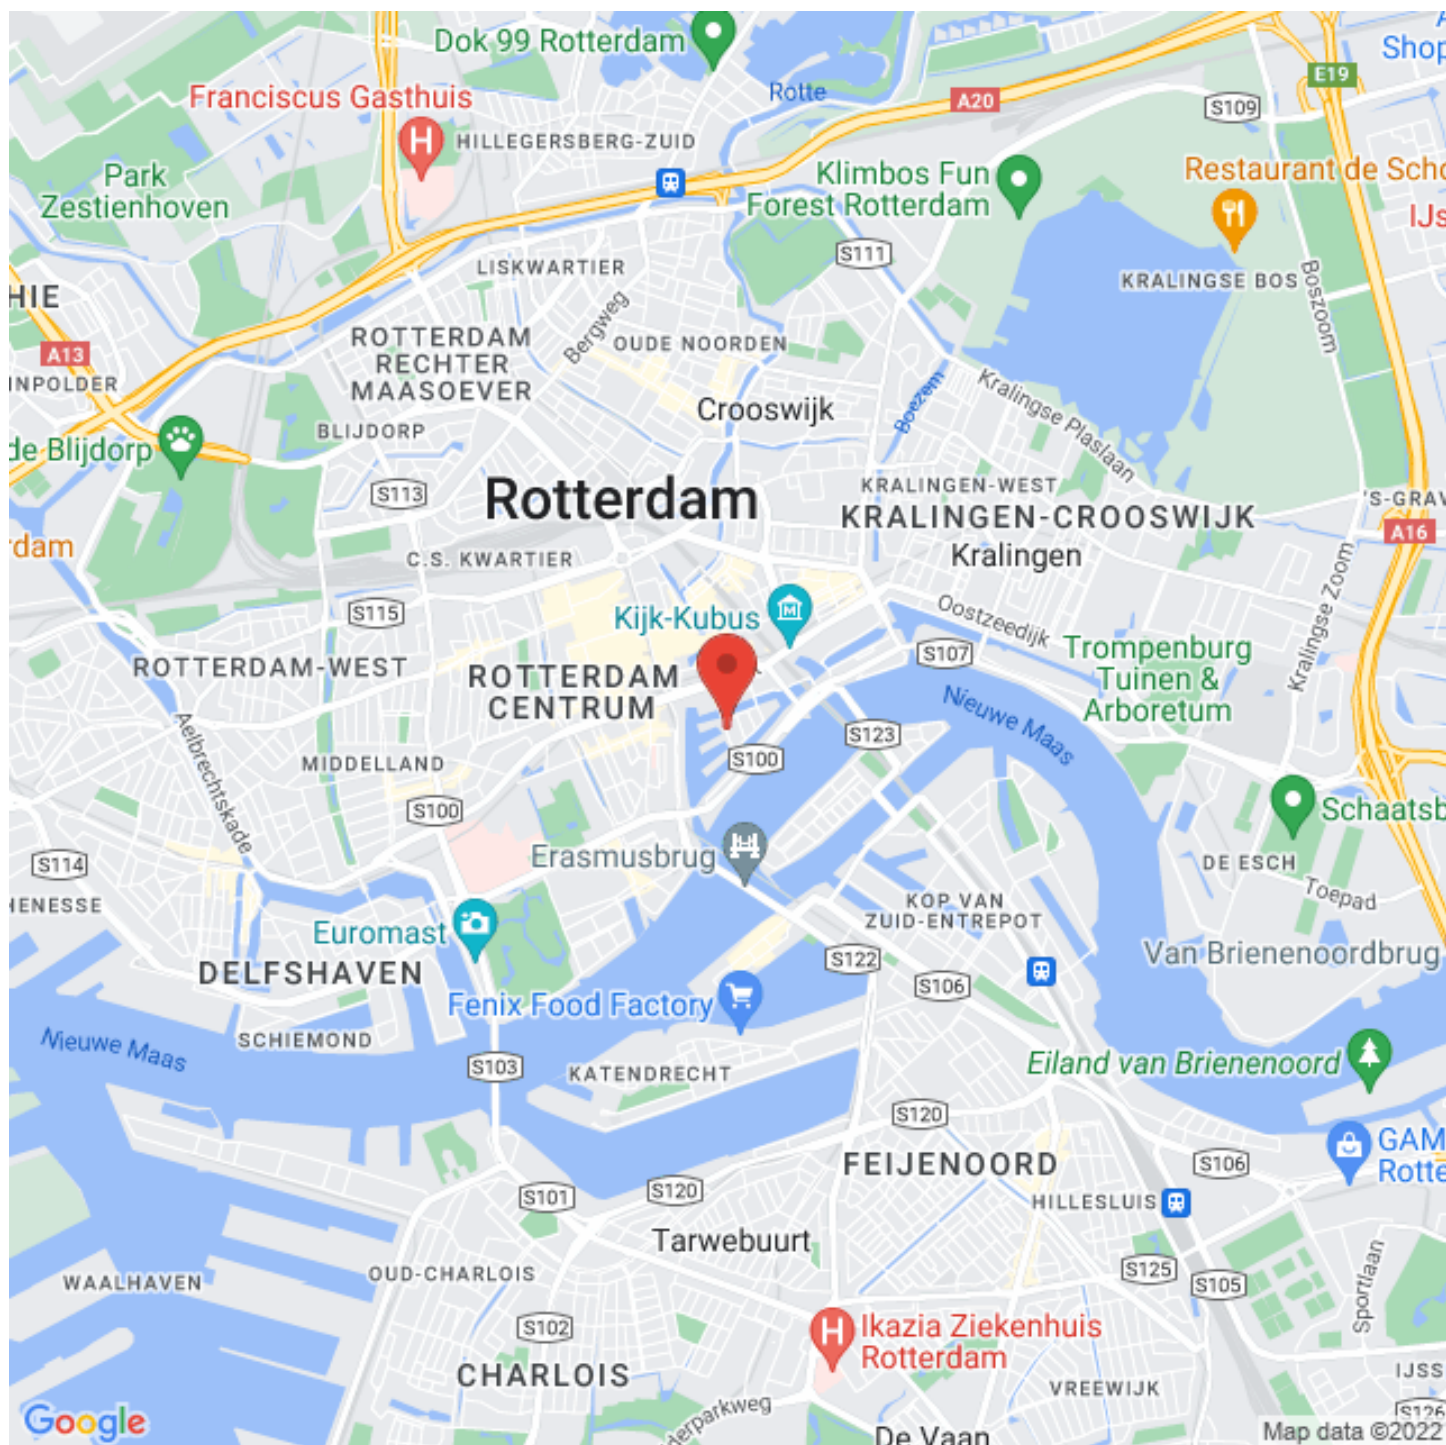 Dok 99 Rotterdam
Rotte
A20
E19
Shop
Franciscus Gasthuis
HILLEGERSBERG-ZUID
S109
Park
Zestienhoven
Klimbos Fun
Forest Rotterdam
Restaurant de Scho
IJs
S111
LISKWARTIER
KRALINGSE BOS
Boszoom
HIE
Bergweg
ROTTERDAM
RECHTER
MAASOEVER
OUDE NOORDEN
A13
INPOLDER
Boezem
Kralingse Plaslaan
Crooswijk
BLIJDORP
de Blijdorp
S113
Rotterdam
KRALINGEN-WEST
'S-GRAV
KRALINGEN-CROOSWIJK
Kralingen
A16
rdam
C.S. KWARTIER
S115
Kijk-Kubus
Oostzeedijk
Kralingse Zoom
S107
Trompenburg
Tuinen &
Arboretum
ROTTERDAM-WEST
ROTTERDAM
CENTRUM
Nieuwe Maas
S123
Aelbrechtskade
MIDDELLAND
S100
S100
Schaatsb
S114
Erasmusbrug
DE ESCH
Toepad
HENESSE
KOP VAN
ZUID-ENTREPOT
Euromast
Van Brienenoordbrug
DELFSHAVEN
S122
S106
Fenix Food Factory
Nieuwe Maas
SCHIEMOND
S103
KATENDRECHT
Eiland van Brienenoord
S120
GAM
Rotte
FEIJENOORD
S106
S101
S120
HILLESLUIS
Tarwebuurt
WAALHAVEN
OUD-CHARLOIS
S125
S105
Sportlaan
S102
Ikazia Ziekenhuis
Rotterdam
CHARLOIS
VREEWIJK
IJSS
Google
derparkweg
De Vaan
S126
Map data ©2022